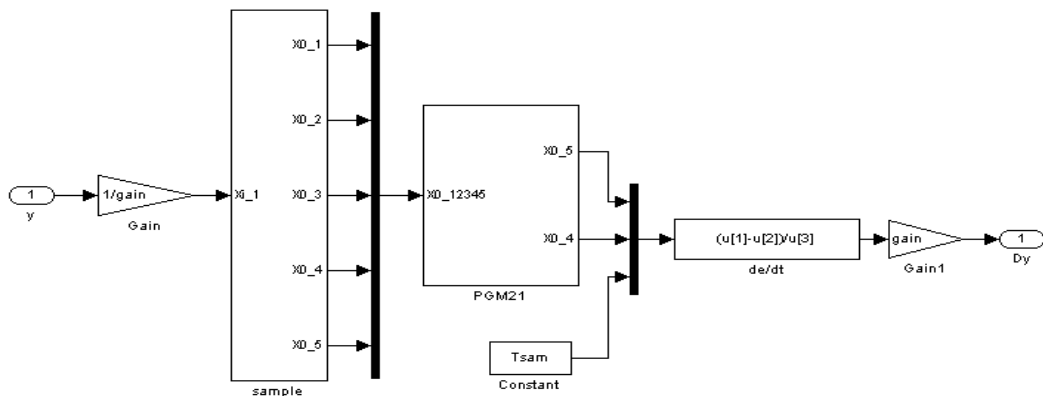 1
y
1/gain
Gain
Xi_1
X0_1
X0_2
X0_3
X0_4
X0_5
sample
X0_12345
X0_5
X0_4
PGM21
Tsam
Constant
(u[1]-u[2])/u[3]
de/dt
gain
Gain1
1
Dy